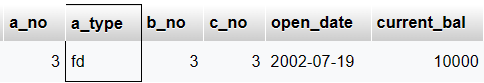 a_no a_type b_no c_no open_date current_bal
3 fd 3 3 2002-07-19 10000